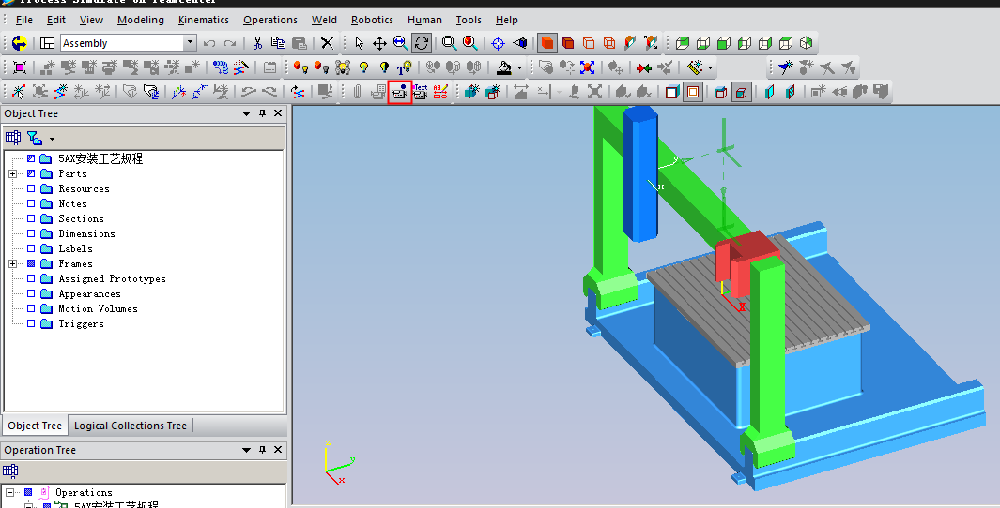 Process Simulate on Teamcenter
File Edit View Modeling Kinematics Operations Weld Robotics Human Tools Help
Assembly
Text
AB
Object Tree
5AX安装工艺规程
Parts
Resources
Notes
Sections
Dimensions
Labels
Frames
Assigned Prototypes
Appearances
Motion Volumes
Triggers
Object Tree Logical Collections Tree
Operation Tree
Operations
5AX安装工艺规程
y
x
X
z
y
x